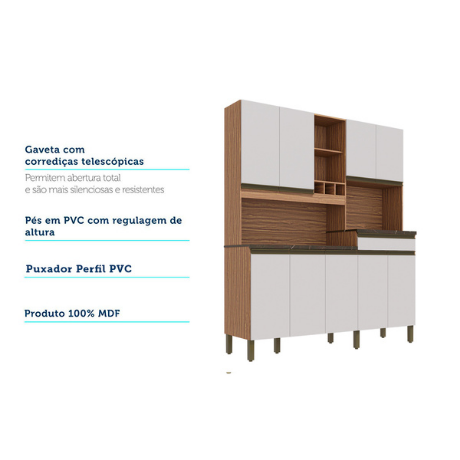 Gaveta com
corrediças telescópicas
Permitem abertura total
e são mais silenciosas e resistentes
Pés em PVC com regulagem de
altura
Puxador Perfil PVC
Produto 100% MDF